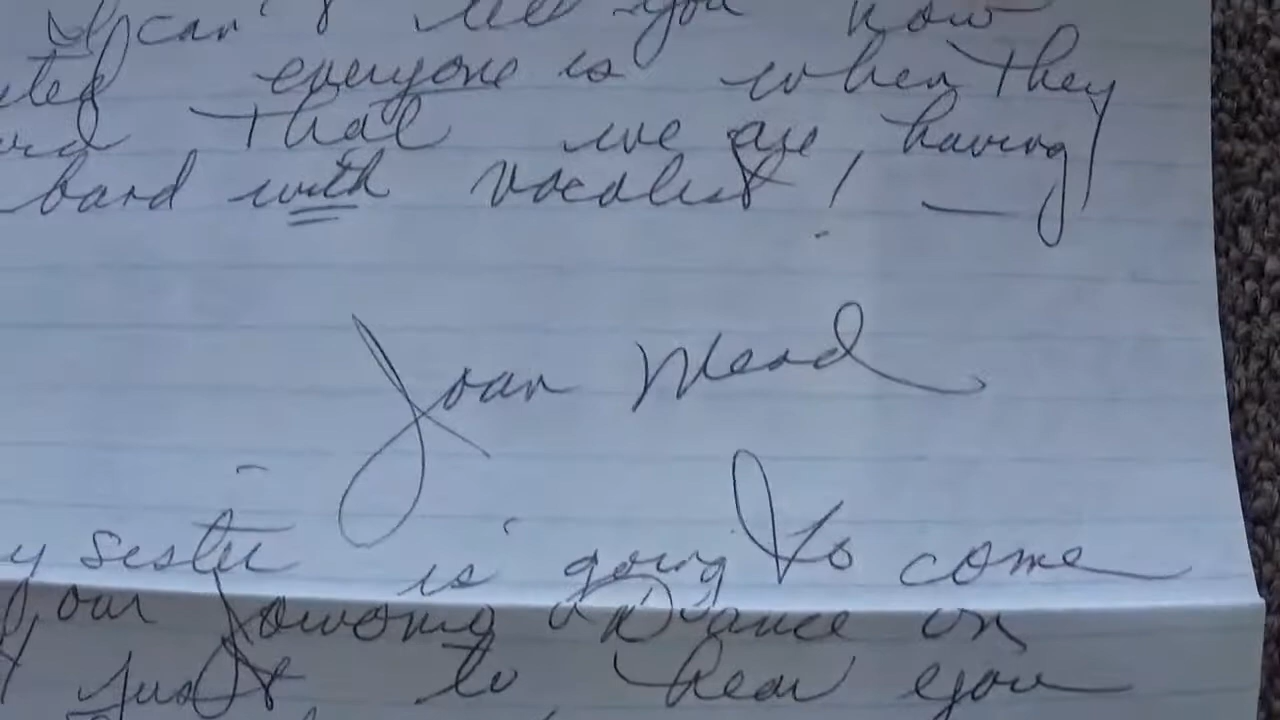 I can't tell you how
everyone is when they
that we are having
band with vocalist! —
Joan Mead
sister is going to come
our dance on
just to hear you